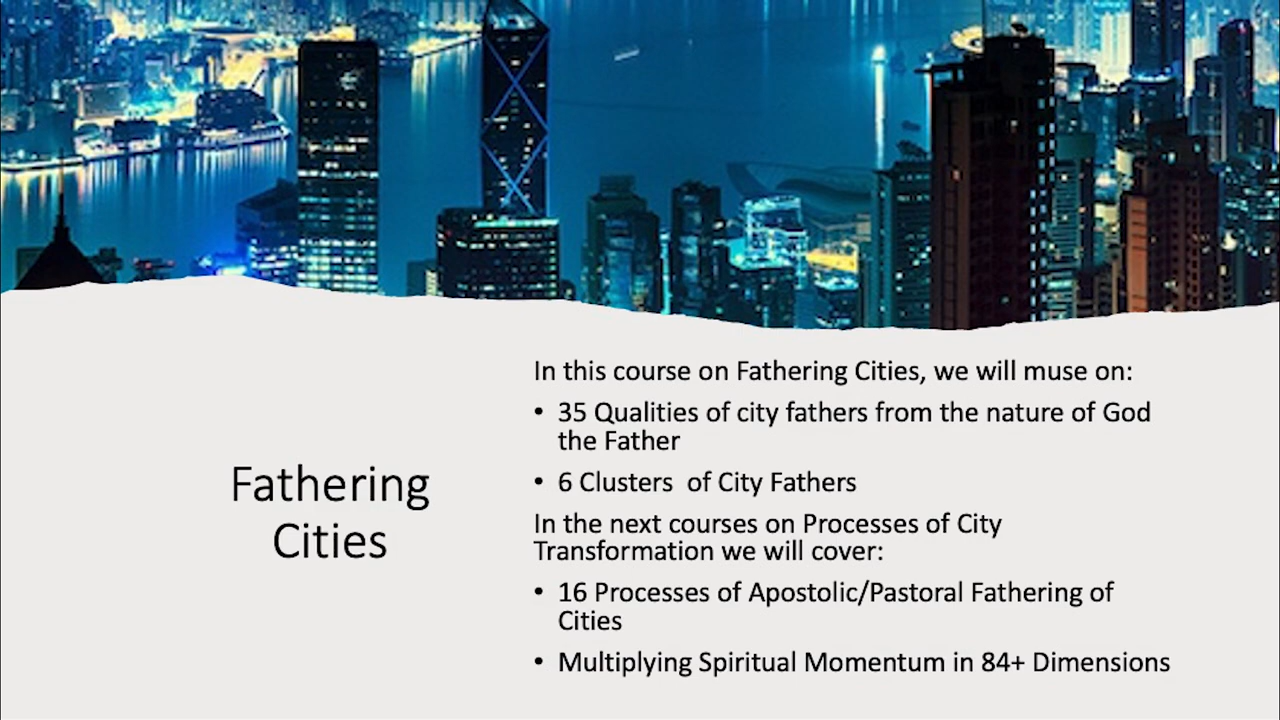 Fathering
Cities
In this course on Fathering Cities, we will muse on:
• 35 Qualities of city fathers from the nature of God
the Father
• 6 Clusters  of City Fathers
In the next courses on Processes of City
Transformation we will cover:
• 16 Processes of Apostolic/Pastoral Fathering of
Cities
• Multiplying Spiritual Momentum in 84+ Dimensions